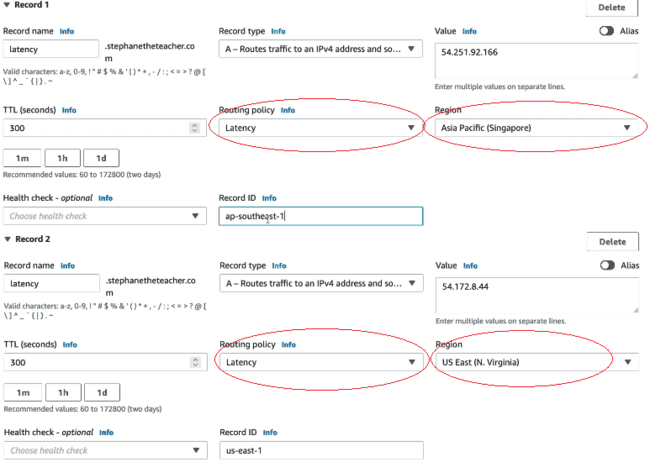 ▼ Record 1
Delete
Record name Info
Record type Info
Value Info
Alias
latency
.stephanetheteacher.co
m
A – Routes traffic to an IPv4 address and so...
54.251.92.166
Valid characters: a-z, 0-9, ! " # $ % & ' ( ) * + , - / : ; < = > ? @ [
\ ] ^ _ ` { | } . ~
Enter multiple values on separate lines.
TTL (seconds) Info
Routing policy Info
Region
300
Latency
Asia Pacific (Singapore)
1m
1h
1d
Recommended values: 60 to 172800 (two days)
Health check - optional Info
Record ID Info
Choose health check
ap-southeast-1
▼ Record 2
Delete
Record name Info
Record type Info
Value Info
Alias
latency
.stephanetheteacher.co
m
A – Routes traffic to an IPv4 address and so...
54.172.8.44
Valid characters: a-z, 0-9, ! " # $ % & ' ( ) * + , - / : ; < = > ? @ [
\ ] ^ _ ` { | } . ~
Enter multiple values on separate lines.
TTL (seconds) Info
Routing policy Info
Region
300
Latency
US East (N. Virginia)
1m
1h
1d
Recommended values: 60 to 172800 (two days)
Health check - optional Info
Record ID Info
Choose health check
us-east-1